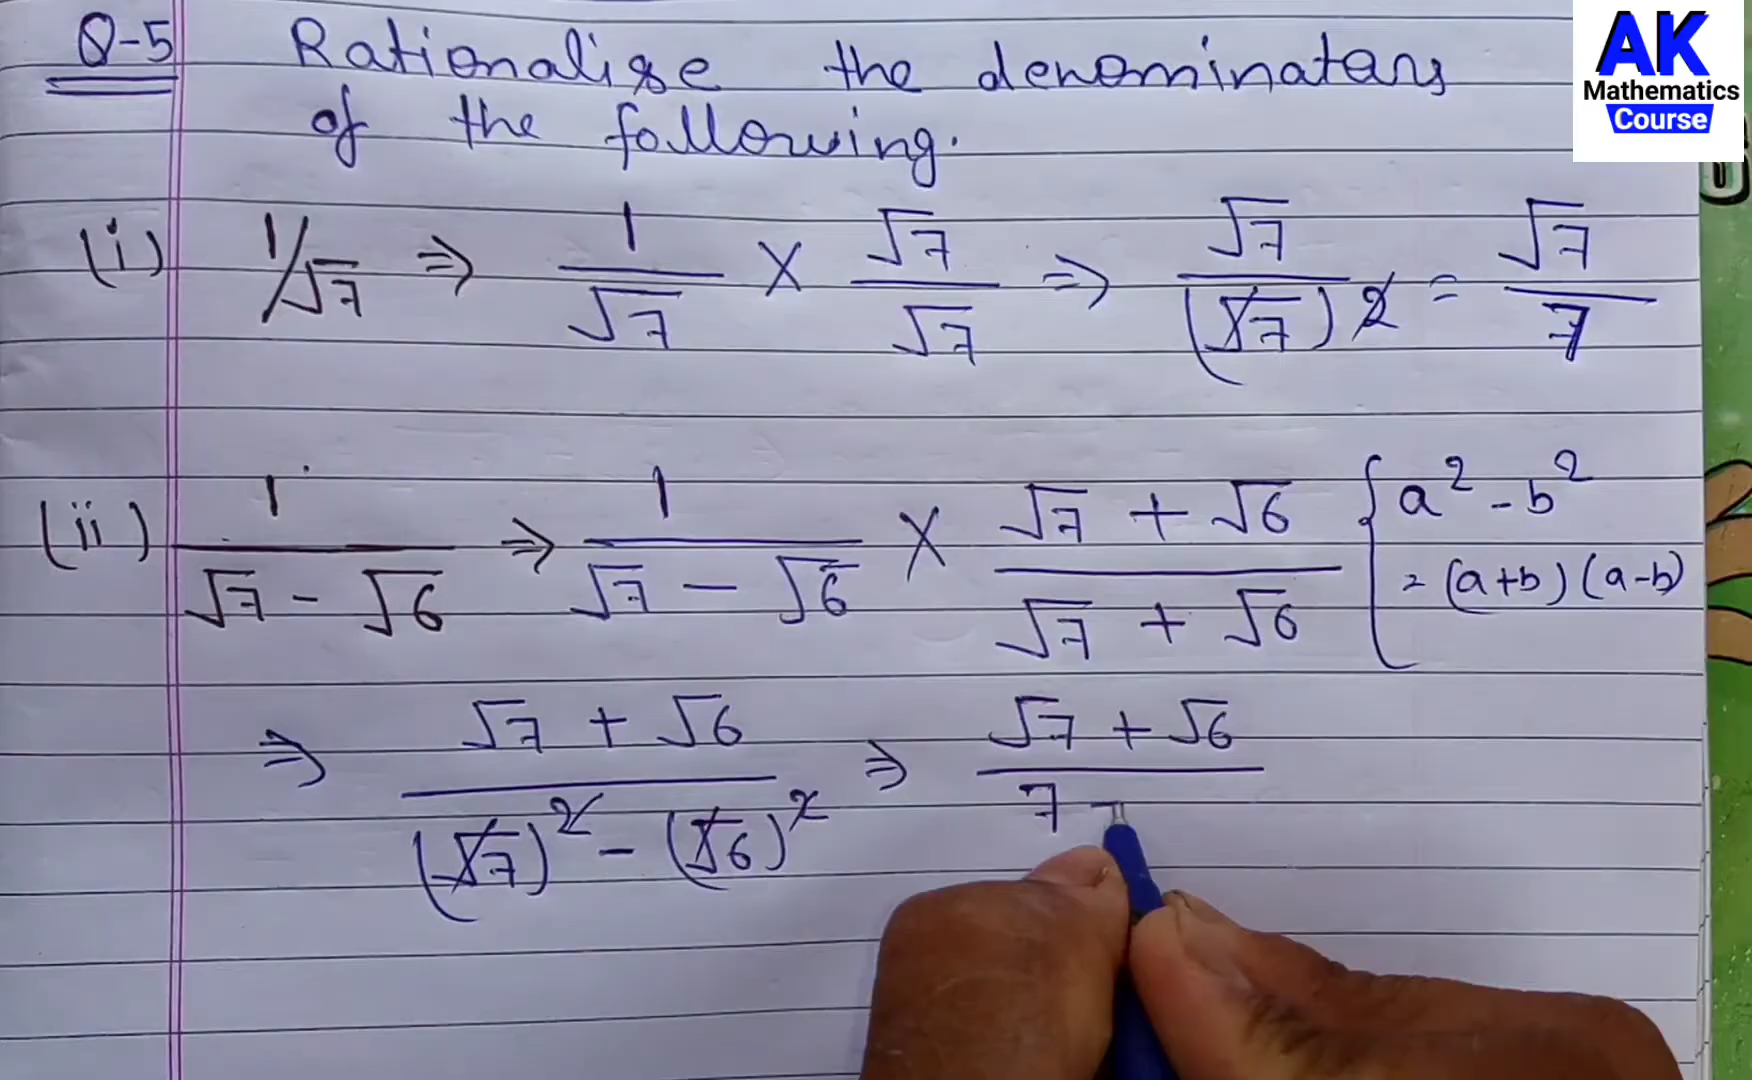 Q-5 Rationalise the denominators
of the following.
(i) 1/√7 ⇒ 1/√7 × √7/√7 ⇒ √7/(√7)2 = √7/7
(ii) 1/(√7 - √6) ⇒ 1/(√7 - √6) × (√7 + √6)/(√7 + √6) { a² - b²
= (a+b) (a-b)
⇒ (√7 + √6)/((√7)² - (√6)²) ⇒ (√7 + √6)/(7 -
AK
Mathematics
Course